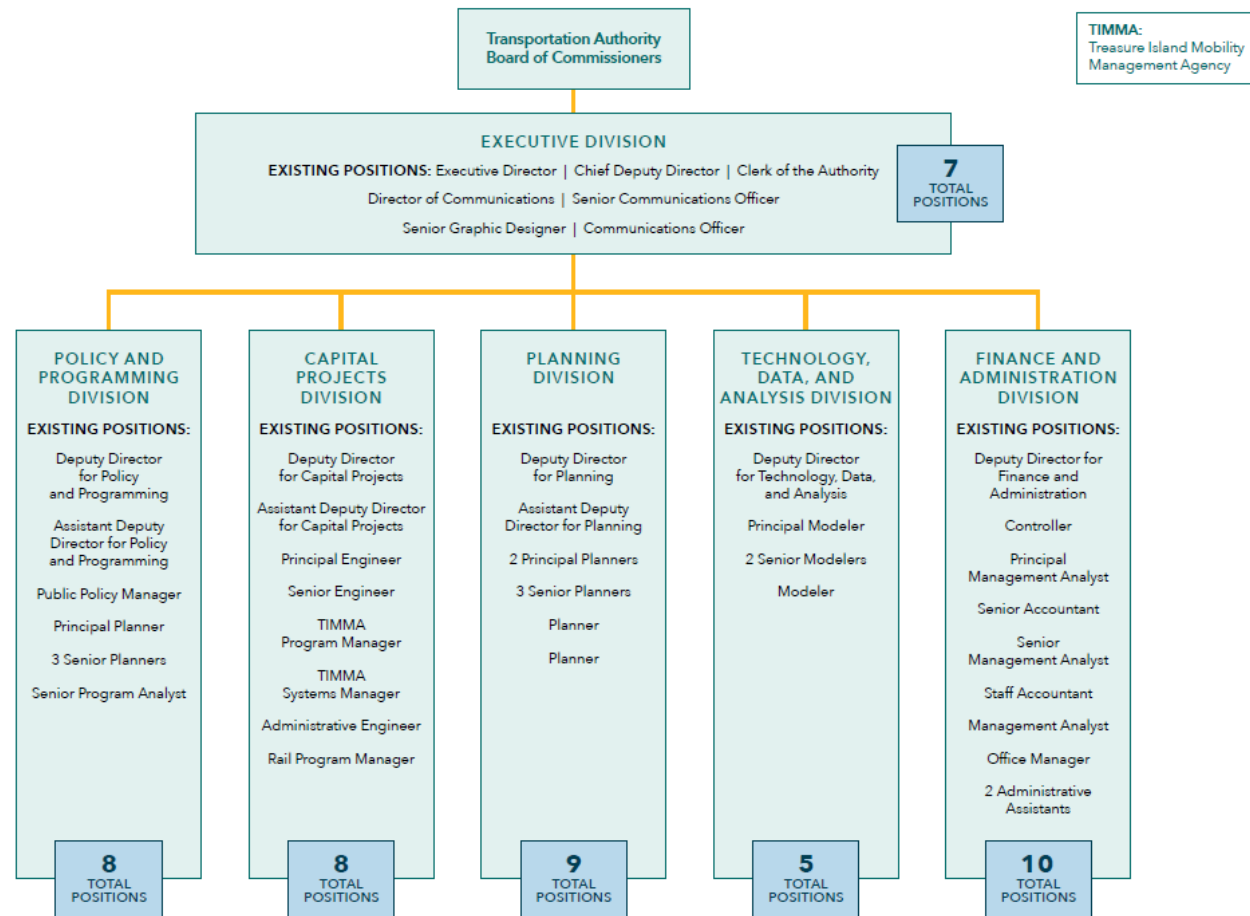 Transportation Authority
Board of Commissioners
TIMMA:
Treasure Island Mobility
Management Agency
EXECUTIVE DIVISION
EXISTING POSITIONS: Executive Director | Chief Deputy Director | Clerk of the Authority
Director of Communications | Senior Communications Officer
Senior Graphic Designer | Communications Officer
7
TOTAL
POSITIONS
POLICY AND
PROGRAMMING
DIVISION
EXISTING POSITIONS:
Deputy Director
for Policy
and Programming
Assistant Deputy
Director for Policy
and Programming
Public Policy Manager
Principal Planner
3 Senior Planners
Senior Program Analyst
8
TOTAL
POSITIONS
CAPITAL
PROJECTS
DIVISION
EXISTING POSITIONS:
Deputy Director
for Capital Projects
Assistant Deputy Director
for Capital Projects
Principal Engineer
Senior Engineer
TIMMA
Program Manager
TIMMA
Systems Manager
Administrative Engineer
Rail Program Manager
8
TOTAL
POSITIONS
PLANNING
DIVISION
EXISTING POSITIONS:
Deputy Director
for Planning
Assistant Deputy
Director for Planning
2 Principal Planners
3 Senior Planners
Planner
Planner
9
TOTAL
POSITIONS
TECHNOLOGY,
DATA, AND
ANALYSIS DIVISION
EXISTING POSITIONS:
Deputy Director
for Technology, Data,
and Analysis
Principal Modeler
2 Senior Modelers
Modeler
5
TOTAL
POSITIONS
FINANCE AND
ADMINISTRATION
DIVISION
EXISTING POSITIONS:
Deputy Director for
Finance and
Administration
Controller
Principal
Management Analyst
Senior Accountant
Senior
Management Analyst
Staff Accountant
Management Analyst
Office Manager
2 Administrative
Assistants
10
TOTAL
POSITIONS